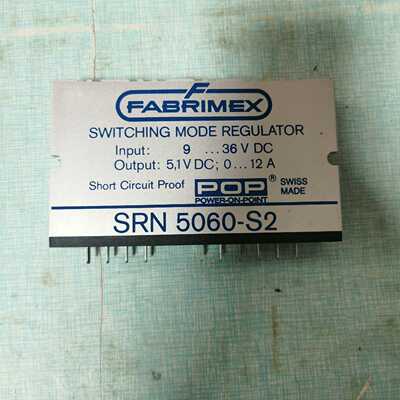 FABRIMEX
SWITCHING MODE REGULATOR
Input: 9 ...36 V DC
Output: 5,1 V DC; 0...12 A
Short Circuit Proof POP® SWISS MADE
POWER-ON-POINT
SRN 5060-S2